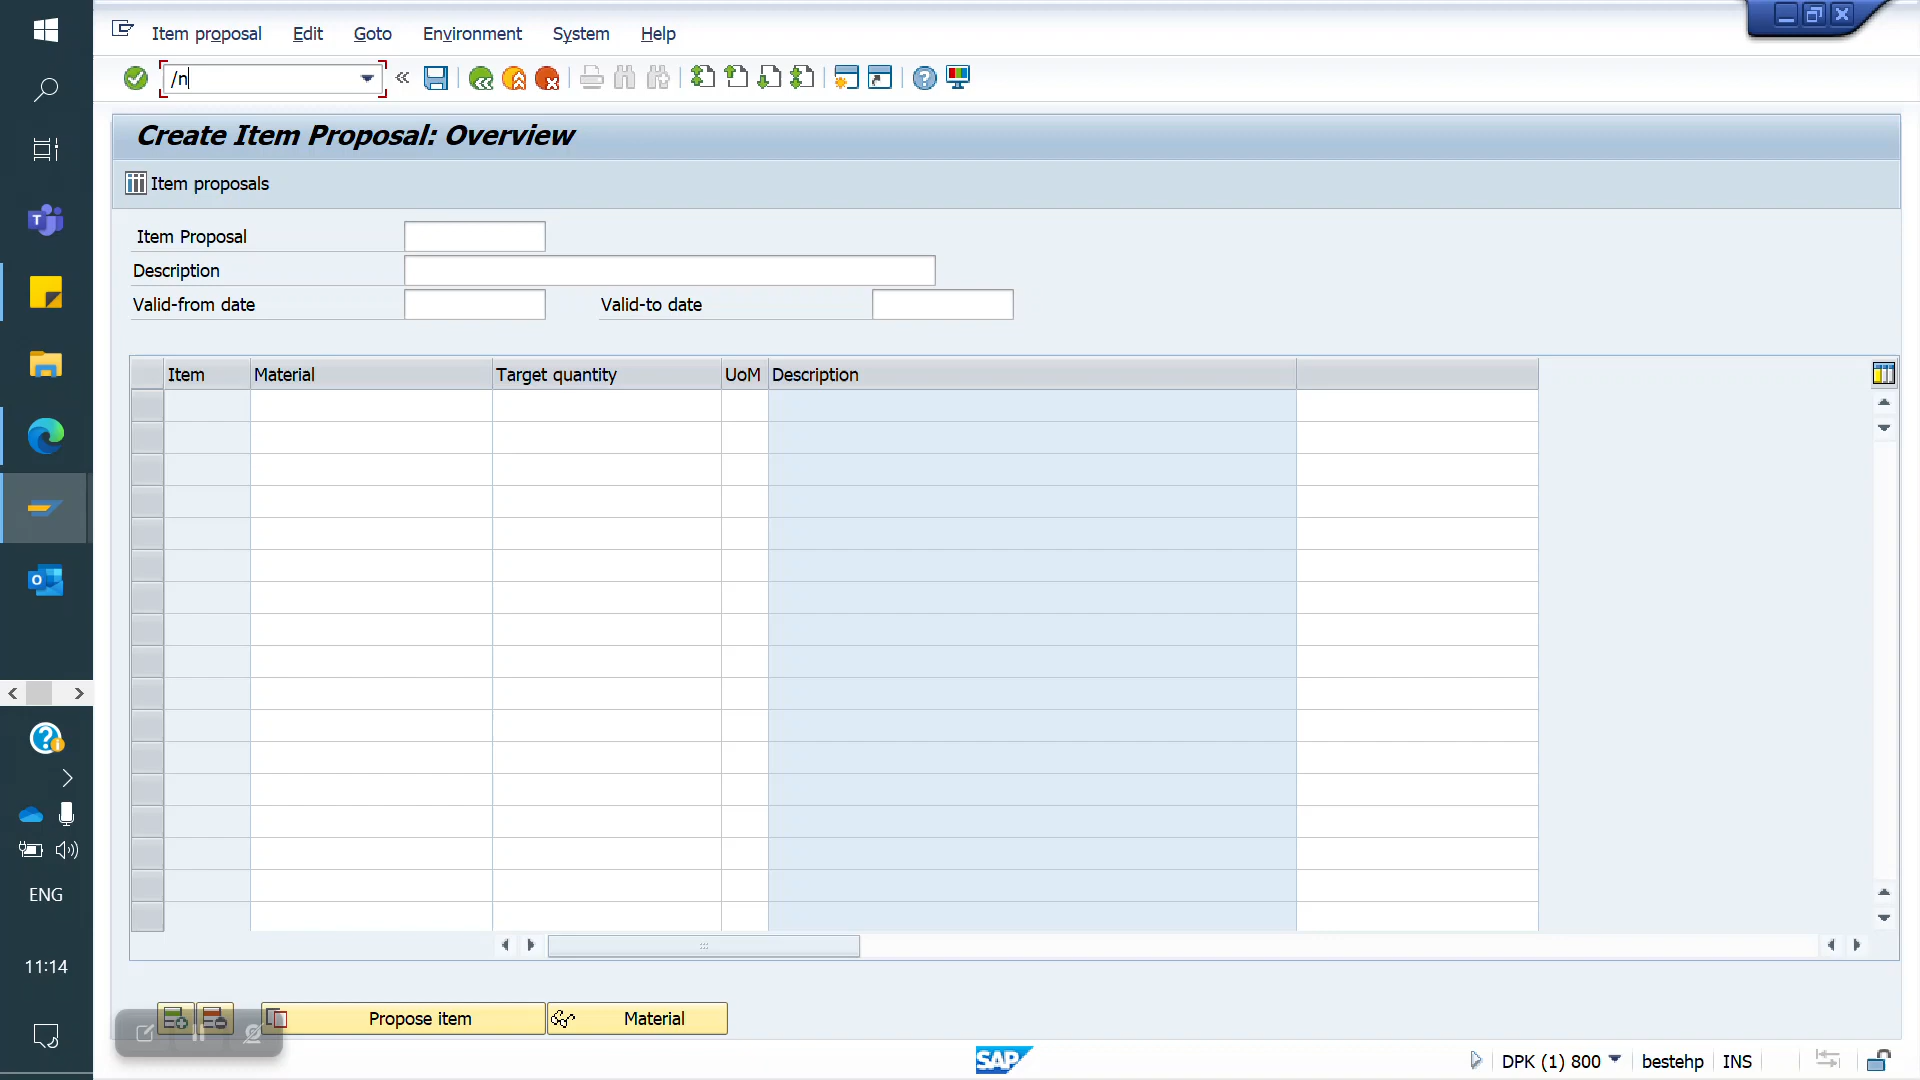 Item proposal Edit Goto Environment System Help
/n
Create Item Proposal: Overview
Item proposals
Item Proposal
Description
Valid-from date Valid-to date
Item Material Target quantity UoM Description
ENG
11:14
Propose item Material
SAP DPK (1) 800 bestehp INS